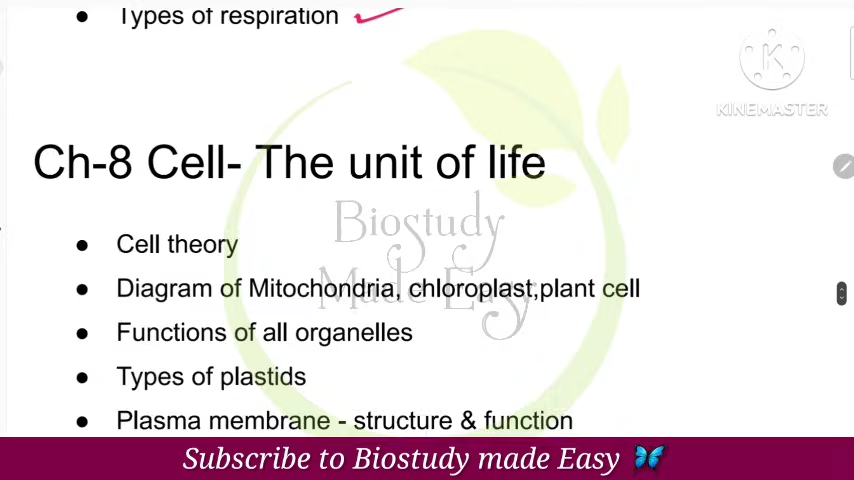 Types of respiration
KINEMASTER
Ch-8 Cell- The unit of life
Biostudy
Made Easy
Cell theory
Diagram of Mitochondria, chloroplast,plant cell
Functions of all organelles
Types of plastids
Plasma membrane - structure & function
Subscribe to Biostudy made Easy 🦋